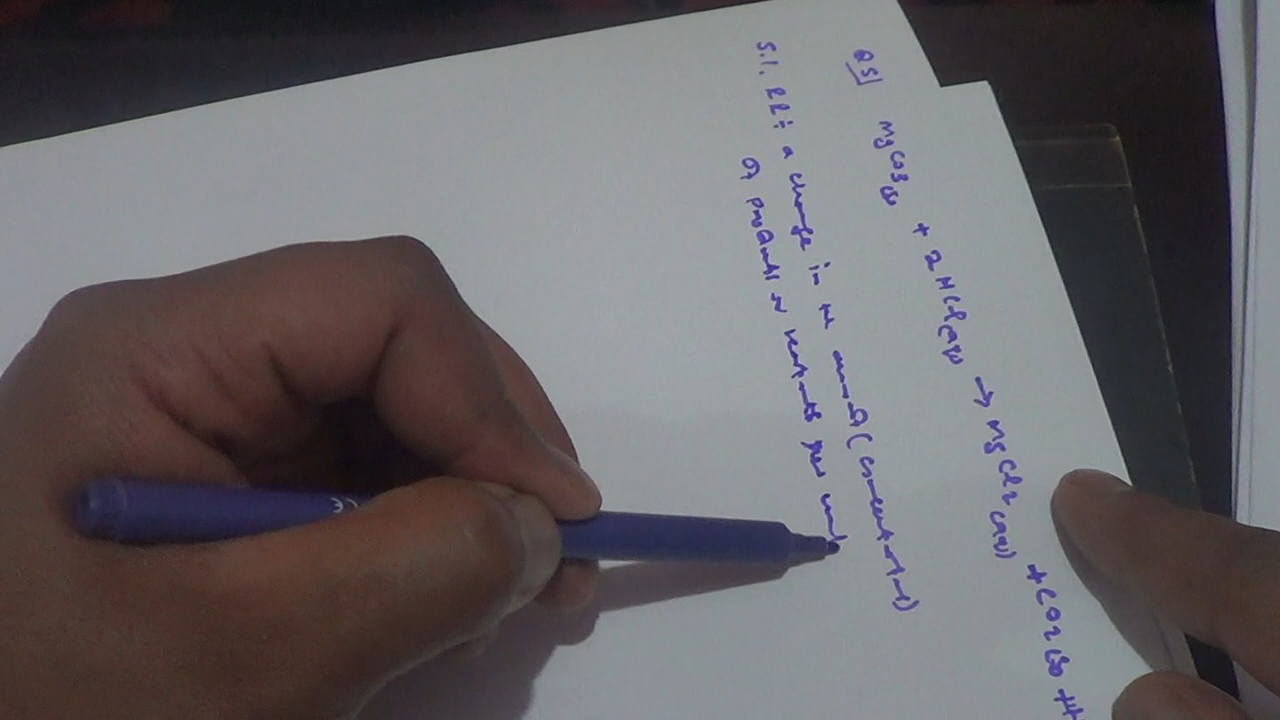 Q5| MgCO3(s) + 2HCl(aq) → MgCl2(aq) + CO2(g) + H
5.1. RR: a change in the amount (concentration)
of products or reactants per unit